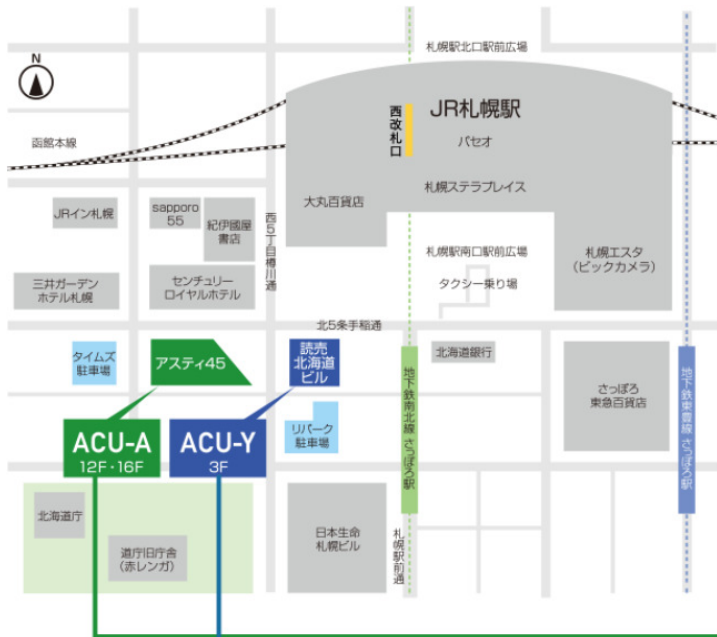 札幌駅北口駅前広場
N
JR札幌駅
西改札口
函館本線
パセオ
札幌ステラプレイス
大丸百貨店
JRイン札幌
sapporo
55
紀伊國屋
書店
西5丁目樽川通
札幌駅南口駅前広場
札幌エスタ
(ビックカメラ)
三井ガーデン
ホテル札幌
センチュリー
ロイヤルホテル
タクシー乗り場
北5条手稲通
タイムズ
駐車場
アスティ45
読売
北海道
ビル
北海道銀行
地下鉄南北線 さっぽろ駅
さっぽろ
東急百貨店
地下鉄東豊線 さっぽろ駅
ACU-A
12F・16F
ACU-Y
3F
リパーク
駐車場
北海道庁
道庁旧庁舎
(赤レンガ)
日本生命
札幌ビル
札幌駅前通